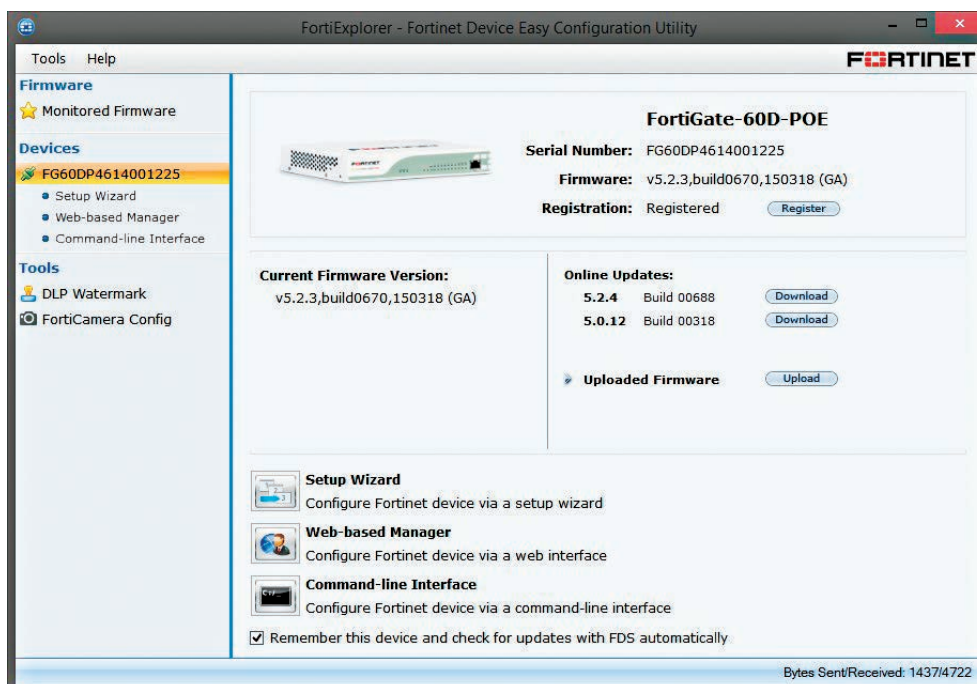 FortiExplorer - Fortinet Device Easy Configuration Utility
Tools Help
FORTINET
Firmware
Monitored Firmware
Devices
FG60DP4614001225
Setup Wizard
Web-based Manager
Command-line Interface
Tools
DLP Watermark
FortiCamera Config
FORTINET
FortiGate-60D-POE
Serial Number: FG60DP4614001225
Firmware: v5.2.3,build0670,150318 (GA)
Registration: Registered Register
Current Firmware Version:
v5.2.3,build0670,150318 (GA)
Online Updates:
5.2.4 Build 00688 Download
5.0.12 Build 00318 Download
Uploaded Firmware Upload
Setup Wizard
Configure Fortinet device via a setup wizard
Web-based Manager
Configure Fortinet device via a web interface
Command-line Interface
Configure Fortinet device via a command-line interface
Remember this device and check for updates with FDS automatically
Bytes Sent/Received: 1437/4722